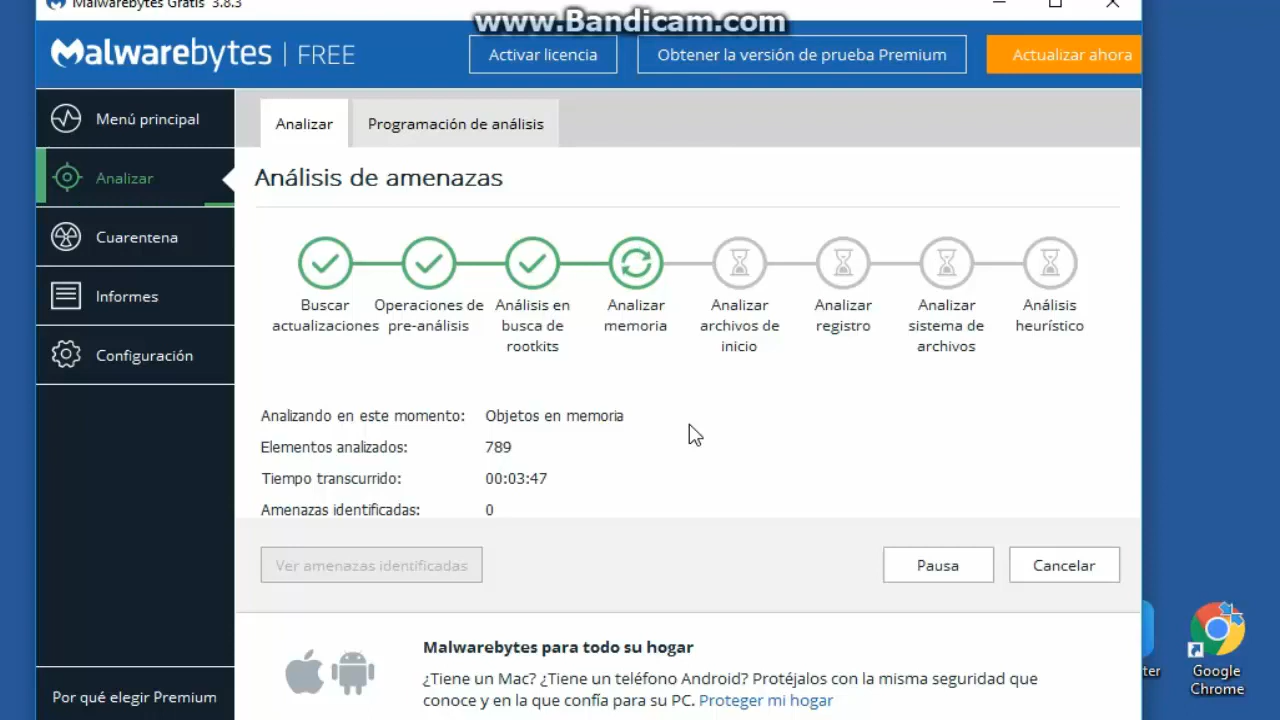 Malwarebytes Gratis 3.8.3
www.Bandicam.com
Malwarebytes | FREE
Activar licencia
Obtener la versión de prueba Premium
Actualizar ahora
Menú principal
Analizar
Cuarentena
Informes
Configuración
Por qué elegir Premium
Analizar
Programación de análisis
Análisis de amenazas
Buscar
actualizaciones
Operaciones de
pre-análisis
Análisis en
busca de
rootkits
Analizar
memoria
Analizar
archivos de
inicio
Analizar
registro
Analizar
sistema de
archivos
Análisis
heurístico
Analizando en este momento: Objetos en memoria
Elementos analizados: 789
Tiempo transcurrido: 00:03:47
Amenazas identificadas: 0
Ver amenazas identificadas
Pausa
Cancelar
Malwarebytes para todo su hogar
¿Tiene un Mac? ¿Tiene un teléfono Android? Protéjalos con la misma seguridad que
conoce y en la que confía para su PC. Proteger mi hogar
ter
Google
Chrome